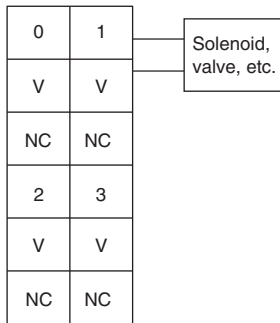 0 1
Solenoid,
valve, etc.
V V
NC NC
2 3
V V
NC NC